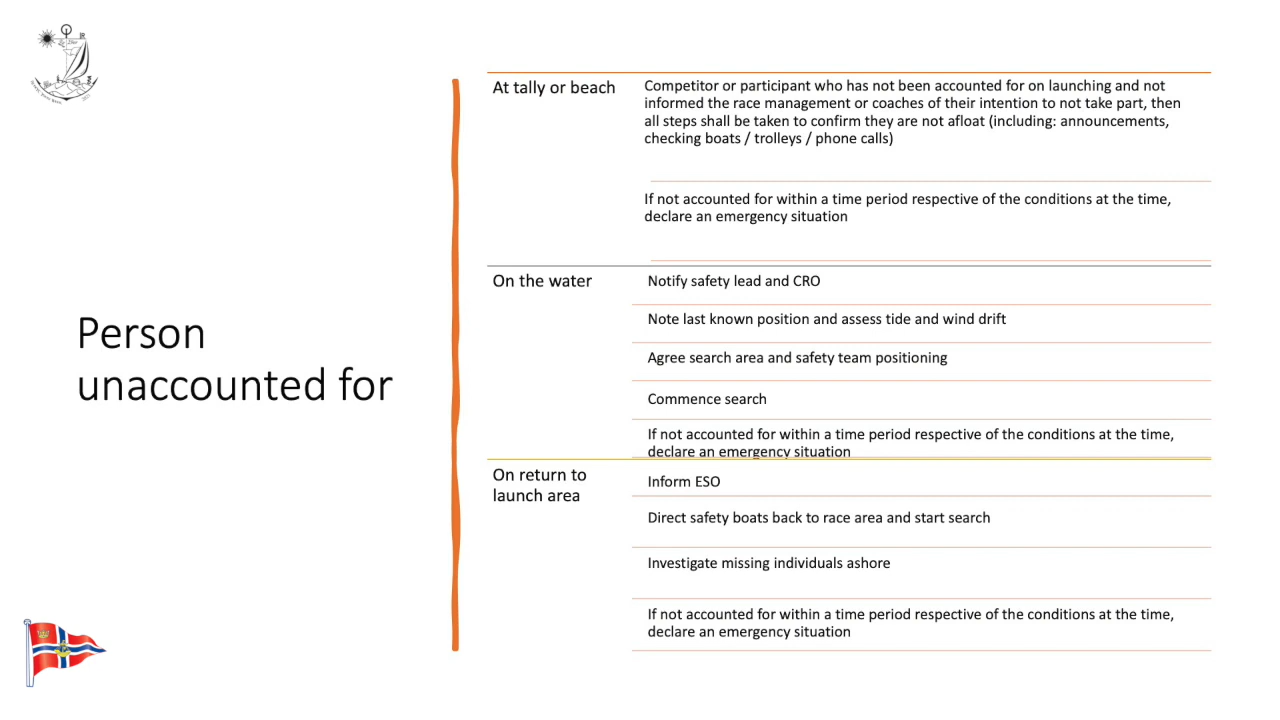 Person
unaccounted for
At tally or beach
Competitor or participant who has not been accounted for on launching and not
informed the race management or coaches of their intention to not take part, then
all steps shall be taken to confirm they are not afloat (including: announcements,
checking boats / trolleys / phone calls)
If not accounted for within a time period respective of the conditions at the time,
declare an emergency situation
On the water
Notify safety lead and CRO
Note last known position and assess tide and wind drift
Agree search area and safety team positioning
Commence search
If not accounted for within a time period respective of the conditions at the time,
declare an emergency situation
On return to
launch area
Inform ESO
Direct safety boats back to race area and start search
Investigate missing individuals ashore
If not accounted for within a time period respective of the conditions at the time,
declare an emergency situation